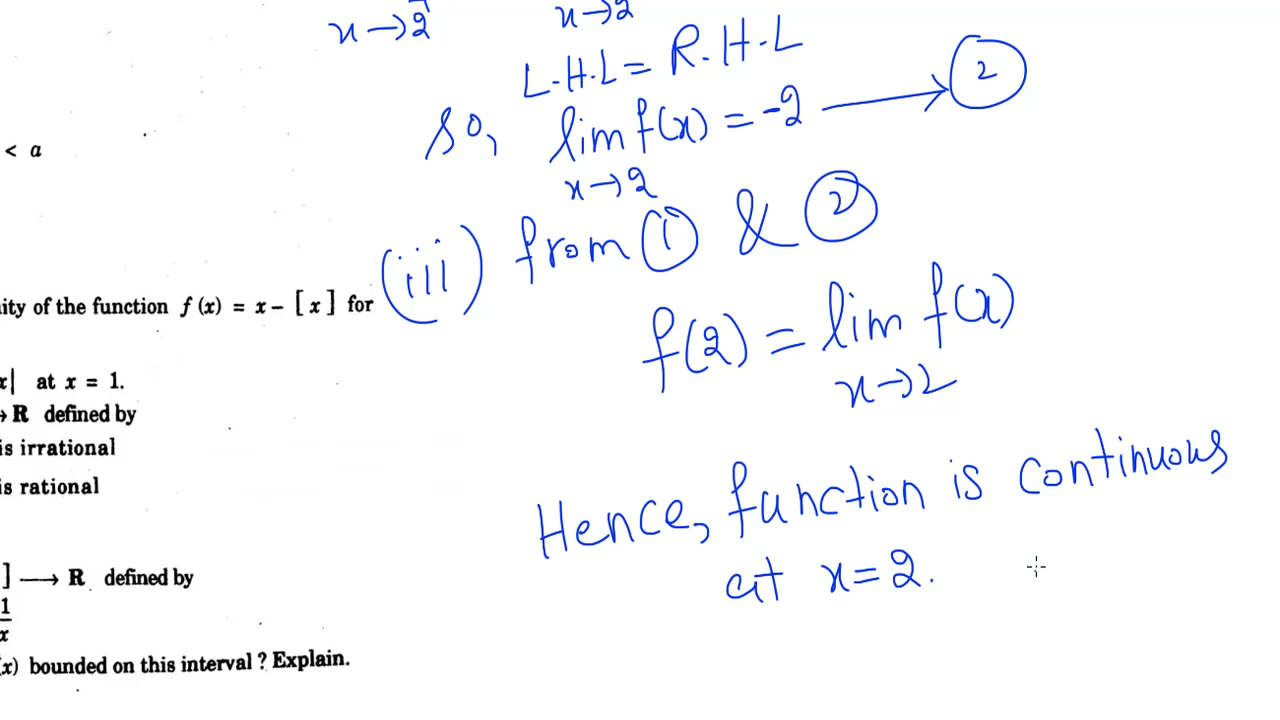 x→2⁻ x→2
L.H.L = R.H.L
so, lim f(x) = -2 ⟶ ②
x→2
< a
(iii) from ① & ②
ity of the function f (x) = x – [ x ] for
f(2) = lim f(x)
x→2
x| at x = 1.
→ R defined by
is irrational
is rational
Hence, function is continuous
at x = 2.
] ⟶ R defined by
1
x
(x) bounded on this interval ? Explain.